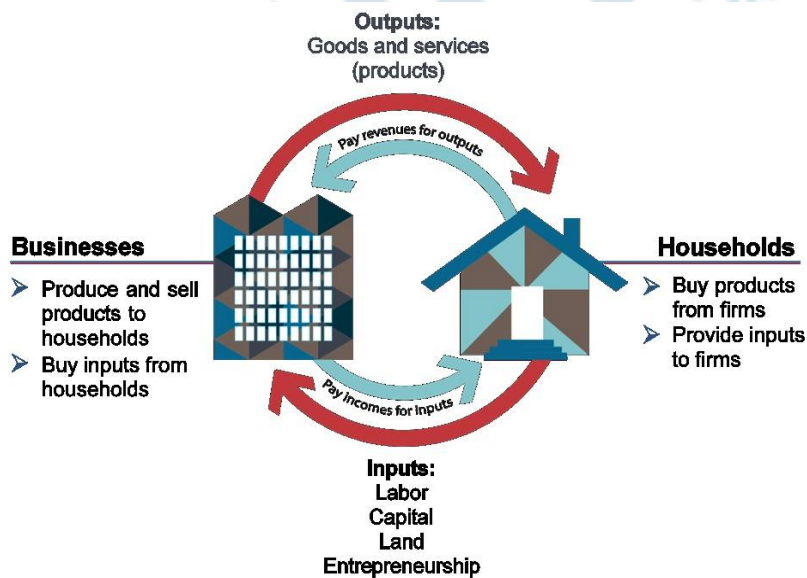 Outputs:
Goods and services
(products)
Pay revenues for outputs
Businesses
➢ Produce and sell
products to
households
➢ Buy inputs from
households
Households
➢ Buy products
from firms
➢ Provide inputs
to firms
Pay incomes for inputs
Inputs:
Labor
Capital
Land
Entrepreneurship